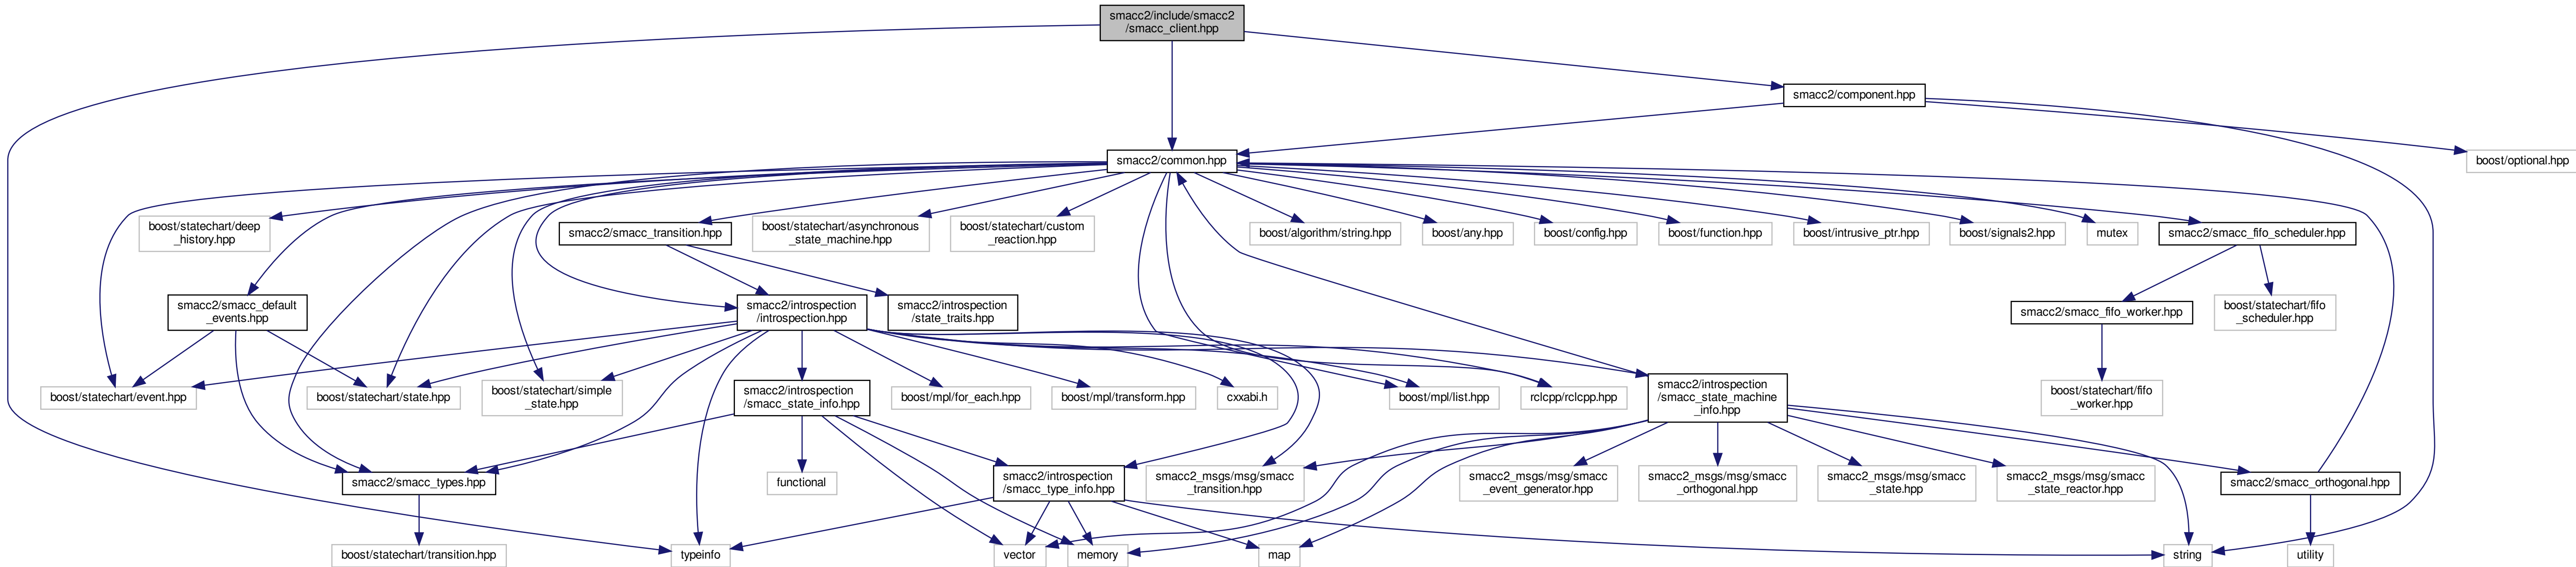 smacc2/include/smacc2
/smacc_client.hpp
smacc2/component.hpp
smacc2/common.hpp
boost/optional.hpp
boost/statechart/deep
_history.hpp
smacc2/smacc_transition.hpp
boost/statechart/asynchronous
_state_machine.hpp
boost/statechart/custom
_reaction.hpp
boost/algorithm/string.hpp
boost/any.hpp
boost/config.hpp
boost/function.hpp
boost/intrusive_ptr.hpp
boost/signals2.hpp
mutex
smacc2/smacc_fifo_scheduler.hpp
smacc2/smacc_default
_events.hpp
smacc2/introspection
/introspection.hpp
smacc2/introspection
/state_traits.hpp
smacc2/smacc_fifo_worker.hpp
boost/statechart/fifo
_scheduler.hpp
boost/statechart/event.hpp
boost/statechart/state.hpp
boost/statechart/simple
_state.hpp
smacc2/introspection
/smacc_state_info.hpp
boost/mpl/for_each.hpp
boost/mpl/transform.hpp
cxxabi.h
boost/mpl/list.hpp
rclcpp/rclcpp.hpp
smacc2/introspection
/smacc_state_machine
_info.hpp
boost/statechart/fifo
_worker.hpp
smacc2/smacc_types.hpp
functional
smacc2/introspection
/smacc_type_info.hpp
smacc2_msgs/msg/smacc
_transition.hpp
smacc2_msgs/msg/smacc
_event_generator.hpp
smacc2_msgs/msg/smacc
_orthogonal.hpp
smacc2_msgs/msg/smacc
_state.hpp
smacc2_msgs/msg/smacc
_state_reactor.hpp
smacc2/smacc_orthogonal.hpp
boost/statechart/transition.hpp
typeinfo
vector
memory
map
string
utility